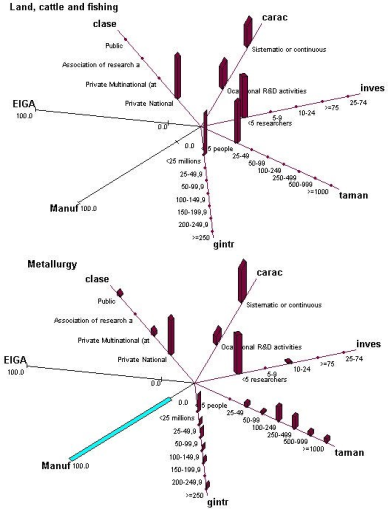 Land, cattle and fishing
clase
carac
Public
Sistematic or continuous
Association of research a
Private Multinational (at
Ocacional R&D activities
inves
EIGA
100.0
Private National
25-74
>=75
10-24
5-9
0.0
<5 researchers
0.0
5 people
25-49
<25 millions
50-99
25-49,9
100-249
250-499
50-99,9
500-999
>=1000
taman
100-149,9
Manuf 100.0
150-199,9
200-249,9
>=250
gintr
Metallurgy
clase
carac
Public
Sistematic or continuous
Association of research a
Private Multinational (at
Ocacional R&D activities
inves
EIGA
100.0
Private National
25-74
>=75
10-24
5-9
0.0
<5 researchers
0.0
5 people
25-49
<25 millions
50-99
25-49,9
100-249
250-499
50-99,9
500-999
>=1000
taman
100-149,9
Manuf 100.0
150-199,9
200-249,9
>=250
gintr